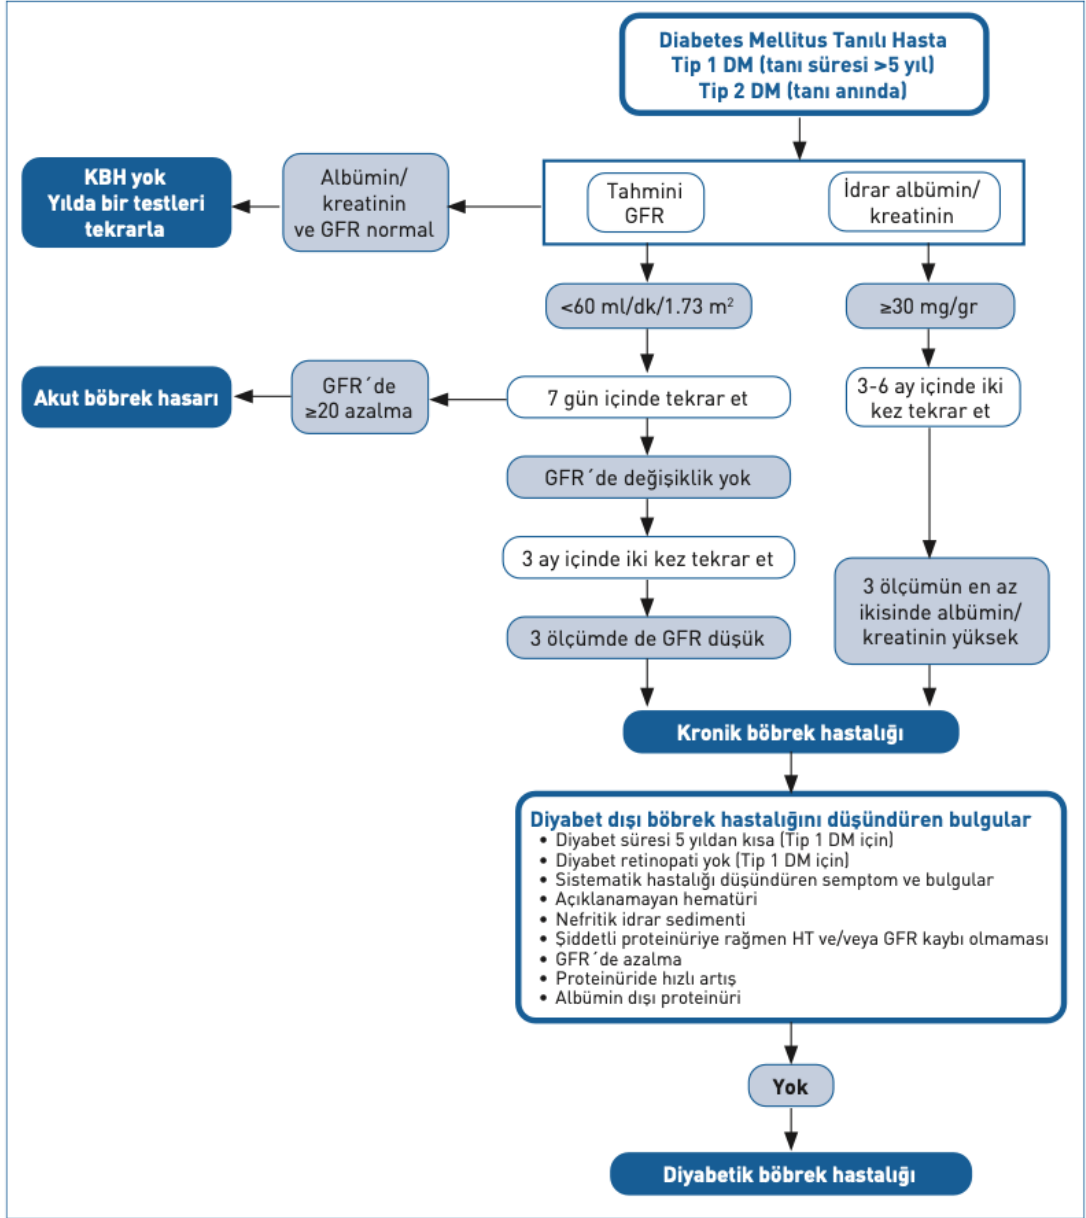 Diabetes Mellitus Tanılı Hasta
Tip 1 DM (tanı süresi >5 yıl)
Tip 2 DM (tanı anında)
KBH yok
Yılda bir testleri
tekrarla
Albümin/
kreatinin
ve GFR normal
Tahmini
GFR
İdrar albümin/
kreatinin
<60 ml/dk/1.73 m²
≥30 mg/gr
Akut böbrek hasarı
GFR´de
≥20 azalma
7 gün içinde tekrar et
3-6 ay içinde iki
kez tekrar et
GFR´de değişiklik yok
3 ay içinde iki kez tekrar et
3 ölçümün en az
ikisinde albümin/
kreatinin yüksek
3 ölçümde de GFR düşük
Kronik böbrek hastalığı
Diyabet dışı böbrek hastalığını düşündüren bulgular
• Diyabet süresi 5 yıldan kısa (Tip 1 DM için)
• Diyabet retinopati yok (Tip 1 DM için)
• Sistematik hastalığı düşündüren semptom ve bulgular
• Açıklanamayan hematüri
• Nefritik idrar sedimenti
• Şiddetli proteinüriye rağmen HT ve/veya GFR kaybı olmaması
• GFR´de azalma
• Proteinüride hızlı artış
• Albümin dışı proteinüri
Yok
Diyabetik böbrek hastalığı